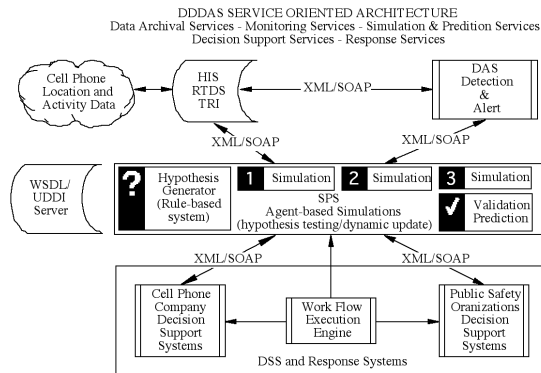 DDDAS SERVICE ORIENTED ARCHITECTURE
Data Archival Services - Monitoring Services - Simulation & Predition Services
Decision Support Services - Response Services
Cell Phone
Location and
Activity Data
HIS
RTDS
TRI
XML/SOAP
DAS
Detection
&
Alert
XML/SOAP
XML/SOAP
WSDL/
UDDI
Server
?
Hypothesis
Generator
(Rule-based
system)
1 Simulation
2 Simulation
3 Simulation
SPS
Agent-based Simulations
(hypothesis testing/dynamic update)
Validation
Prediction
XML/SOAP
XML/SOAP
Cell Phone
Company
Decision
Support
Systems
Work Flow
Execution
Engine
Public Safety
Oranizations
Decision
Support
Systems
DSS and Response Systems